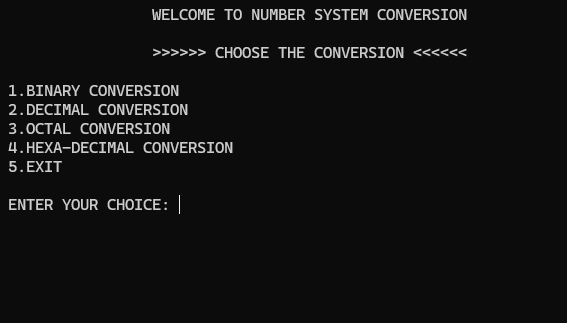 WELCOME TO NUMBER SYSTEM CONVERSION
>>>>>> CHOOSE THE CONVERSION <<<<<<
1.BINARY CONVERSION
2.DECIMAL CONVERSION
3.OCTAL CONVERSION
4.HEXA-DECIMAL CONVERSION
5.EXIT
ENTER YOUR CHOICE: